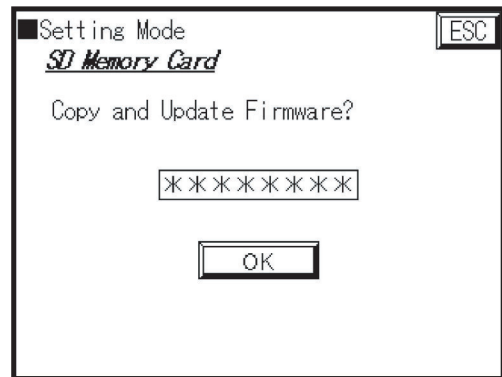 ■Setting Mode ESC
SD Memory Card
Copy and Update Firmware?
********
OK